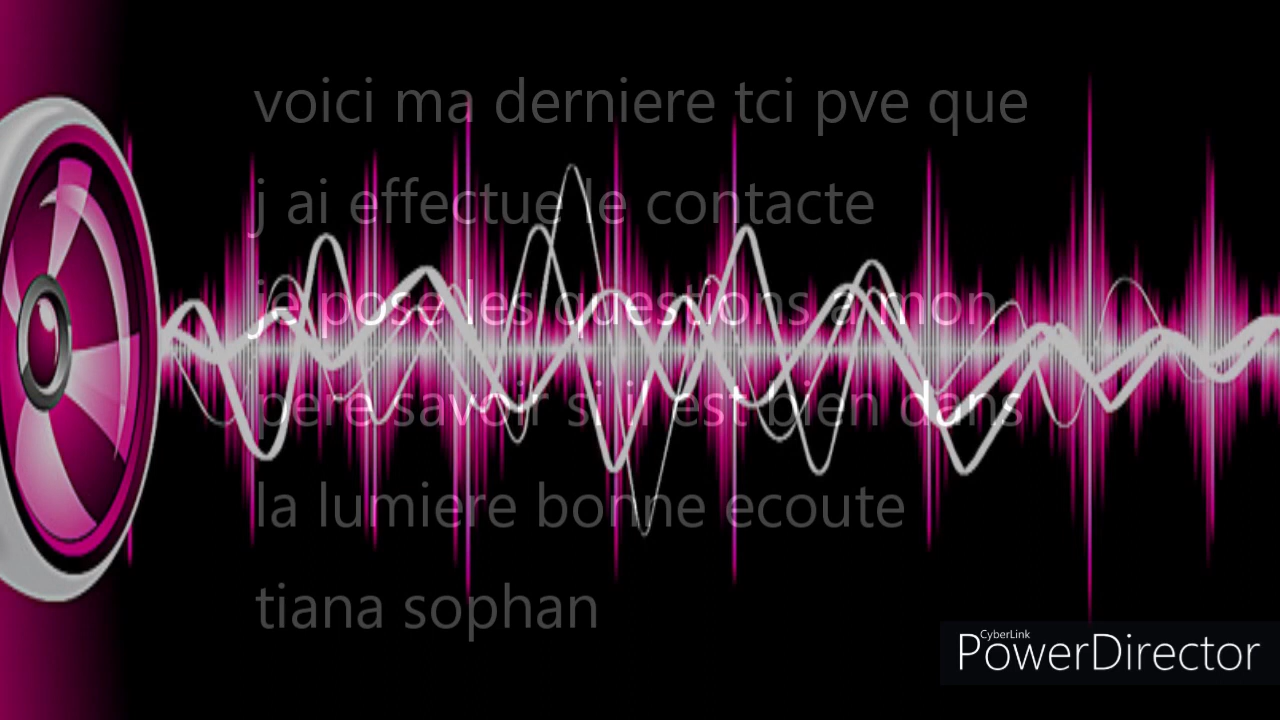 voici ma derniere tci pve que
j ai effectue le contacte
je pose les questions a mon
pere savoir si il est bien dans
la lumiere bonne ecoute
tiana sophan
CyberLink
PowerDirector